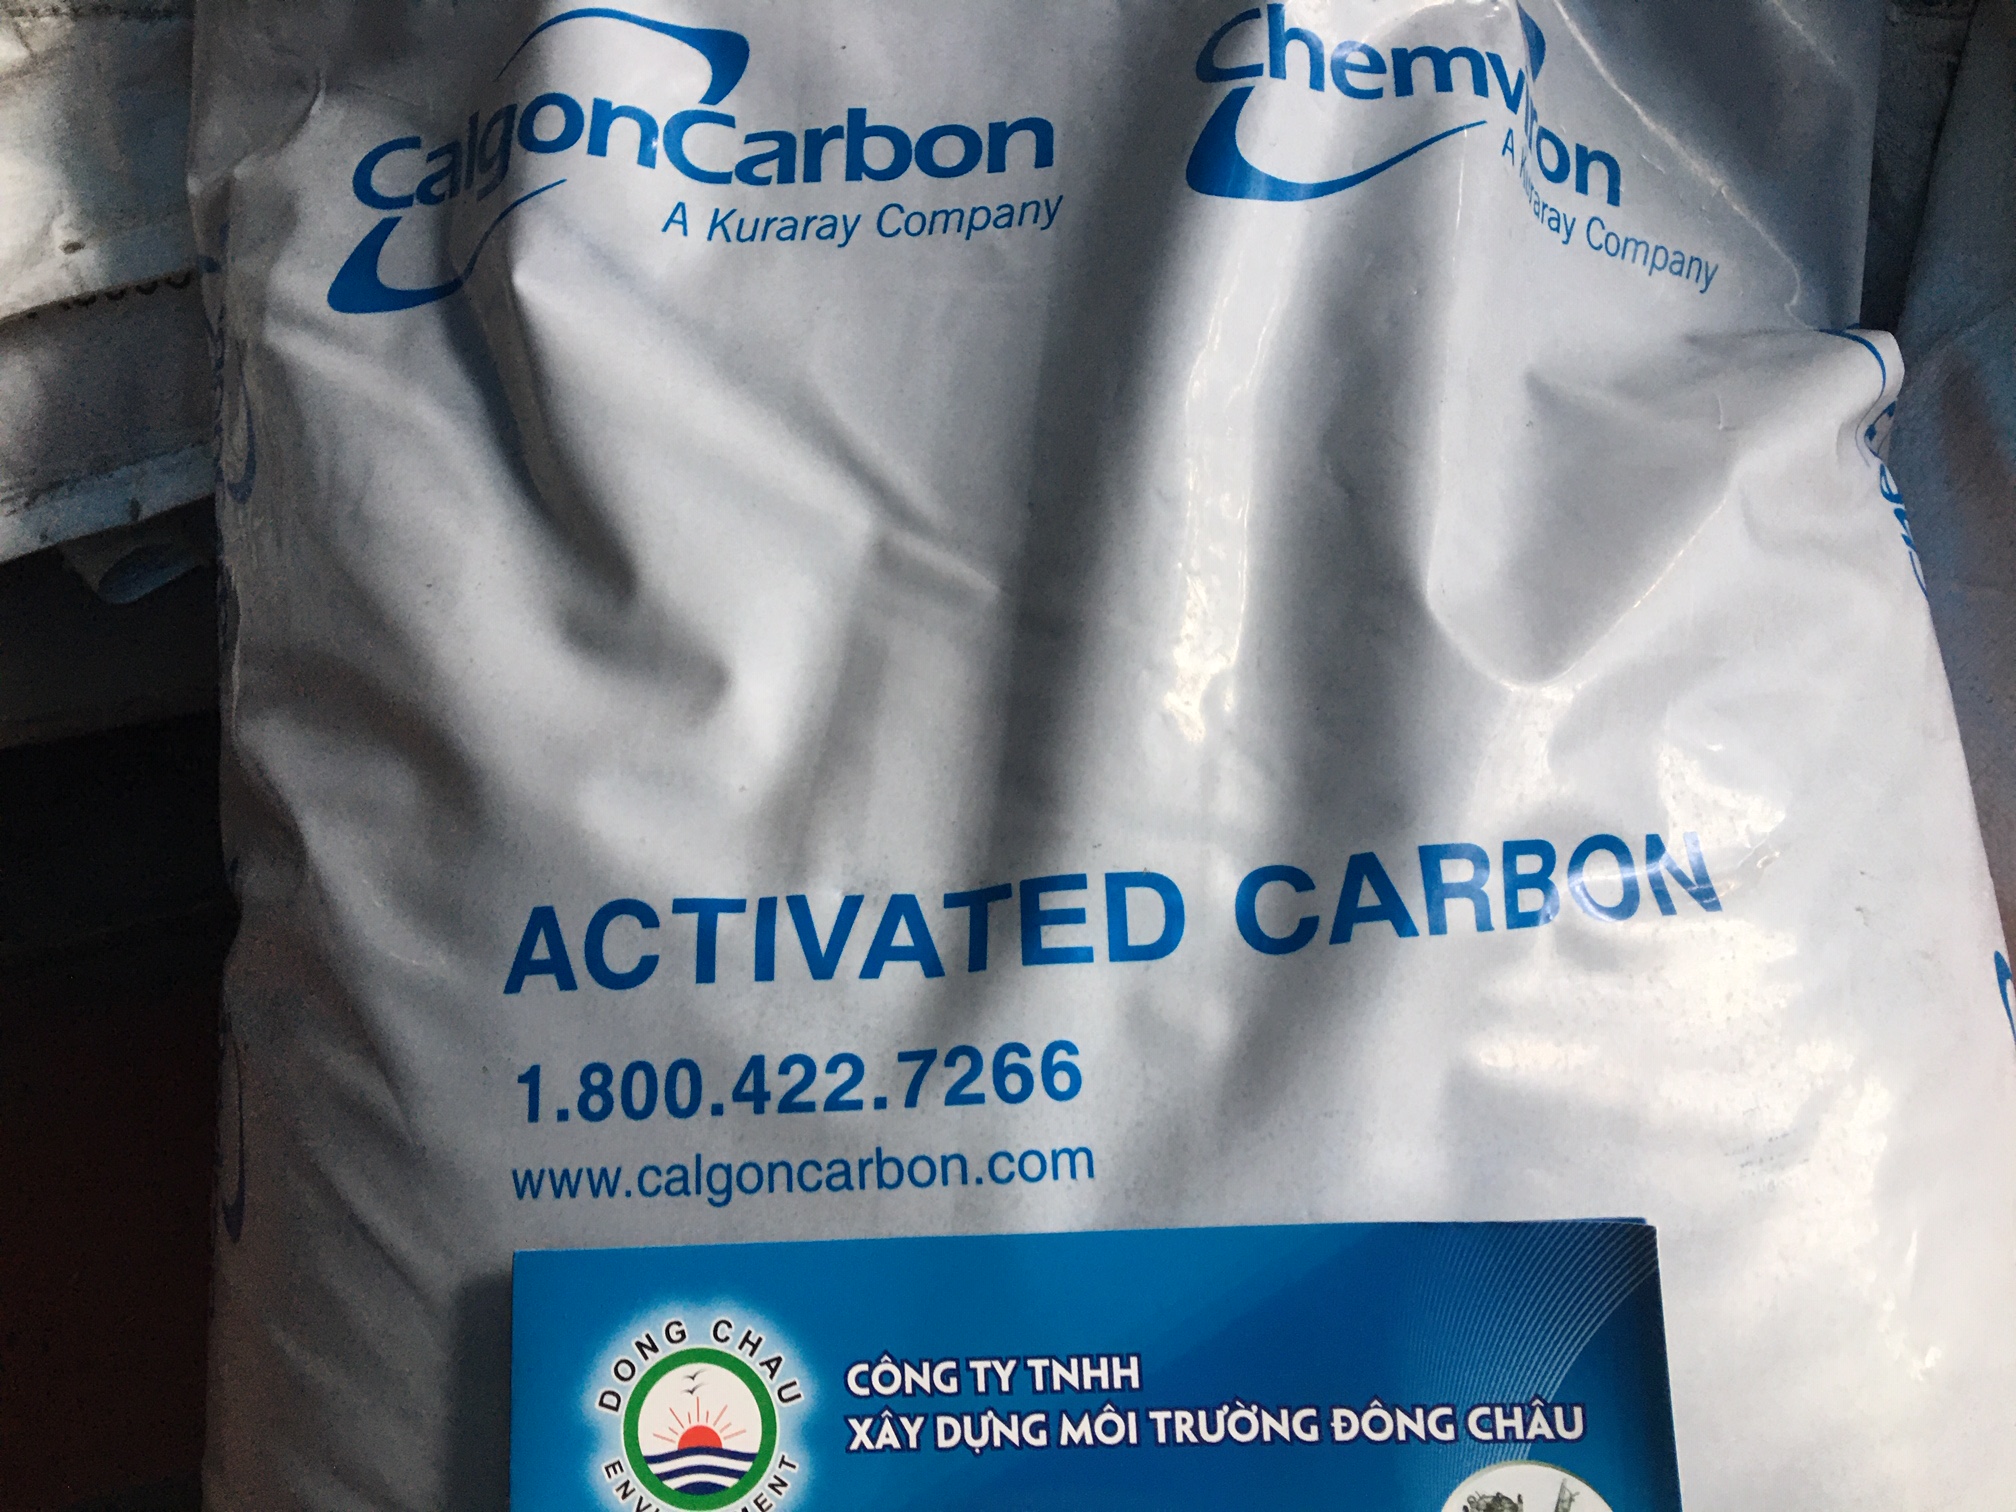 CalgonCarbon
A Kuraray Company
Chemviron
A Kuraray Company
ACTIVATED CARBON
1.800.422.7266
www.calgoncarbon.com
DONG CHAU
CÔNG TY TNHH
XÂY DỰNG MÔI TRƯỜNG ĐÔNG CHÂU